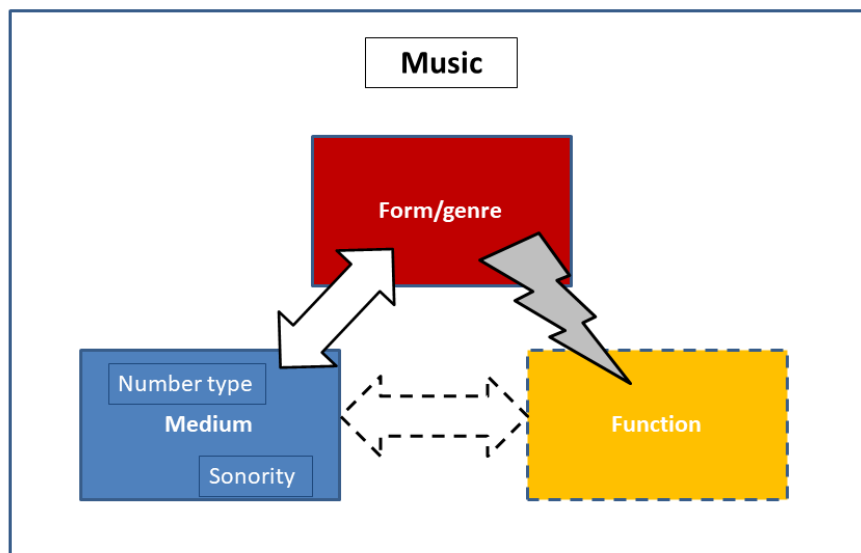 Music
Form/genre
Number type
Medium
Sonority
Function